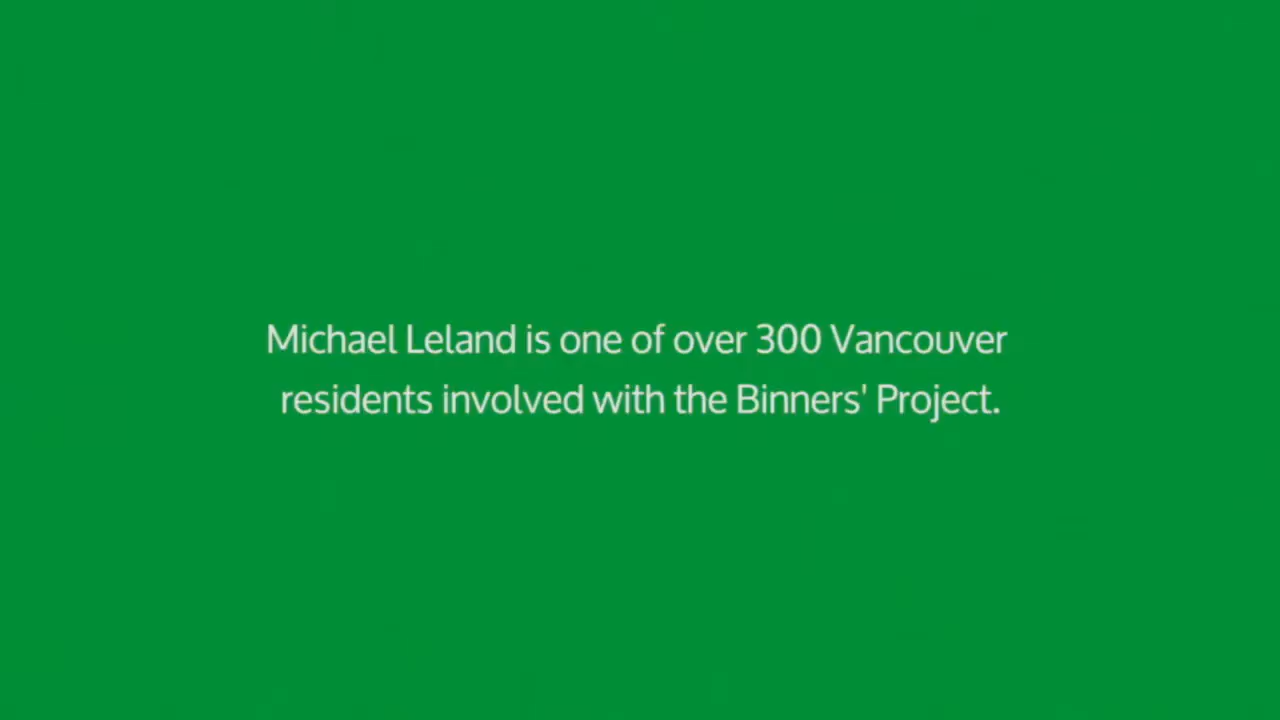 Michael Leland is one of over 300 Vancouver
residents involved with the Binners' Project.